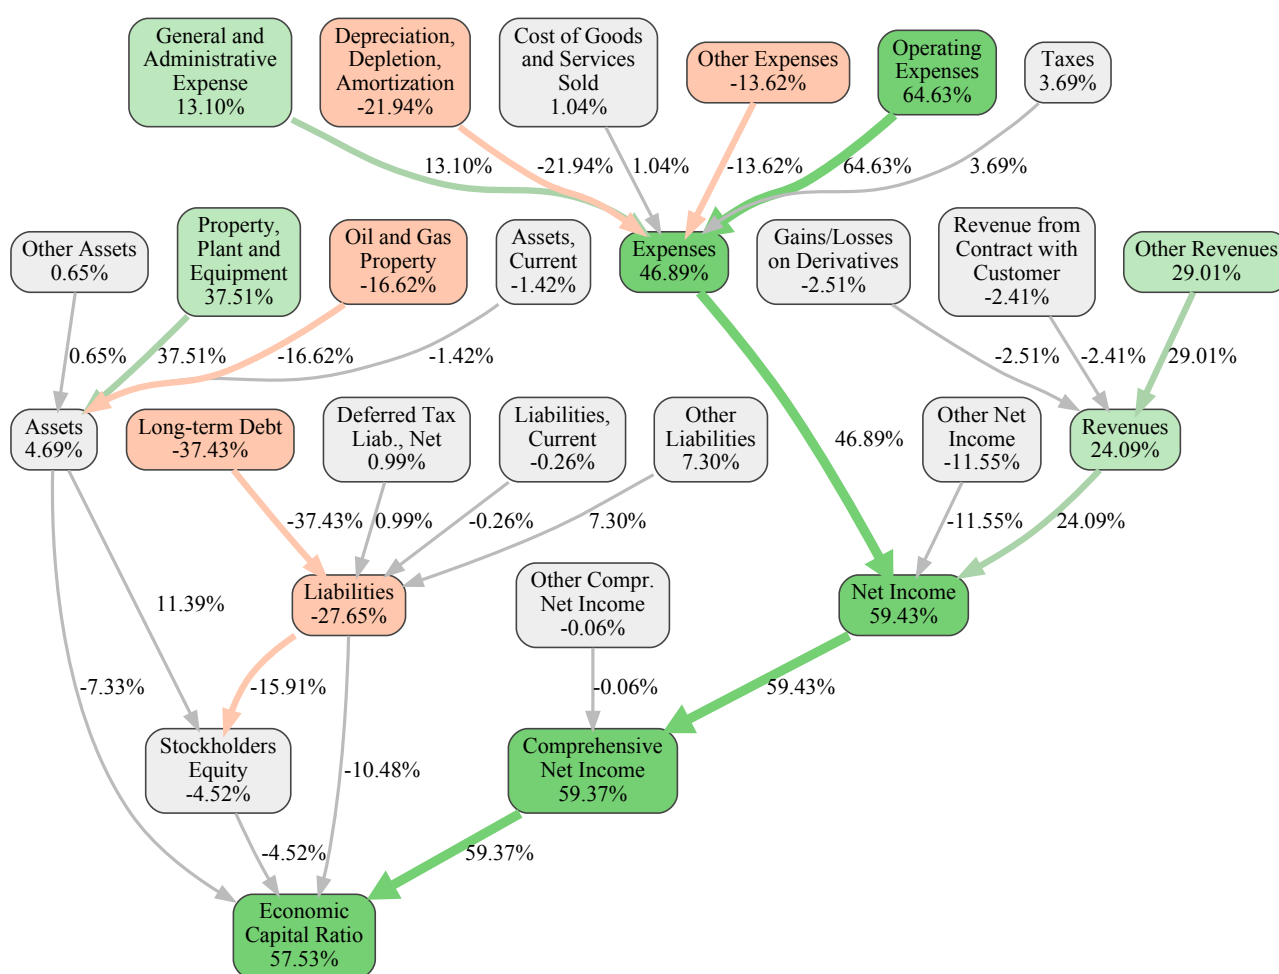 General and
Administrative
Expense
13.10%
Depreciation,
Depletion,
Amortization
-21.94%
Cost of Goods
and Services
Sold
1.04%
Other Expenses
-13.62%
Operating
Expenses
64.63%
Taxes
3.69%
13.10%
-21.94%
1.04%
-13.62%
64.63%
3.69%
Other Assets
0.65%
Property,
Plant and
Equipment
37.51%
Oil and Gas
Property
-16.62%
Assets,
Current
-1.42%
Expenses
46.89%
Gains/Losses
on Derivatives
-2.51%
Revenue from
Contract with
Customer
-2.41%
Other Revenues
29.01%
0.65%
37.51%
-16.62%
-1.42%
-2.51%
-2.41%
29.01%
Assets
4.69%
Long-term Debt
-37.43%
Deferred Tax
Liab., Net
0.99%
Liabilities,
Current
-0.26%
Other
Liabilities
7.30%
46.89%
Other Net
Income
-11.55%
Revenues
24.09%
-37.43%
0.99%
-0.26%
7.30%
-11.55%
24.09%
11.39%
Liabilities
-27.65%
Other Compr.
Net Income
-0.06%
Net Income
59.43%
-7.33%
-15.91%
-0.06%
59.43%
Stockholders
Equity
-4.52%
-10.48%
Comprehensive
Net Income
59.37%
-4.52%
59.37%
Economic
Capital Ratio
57.53%